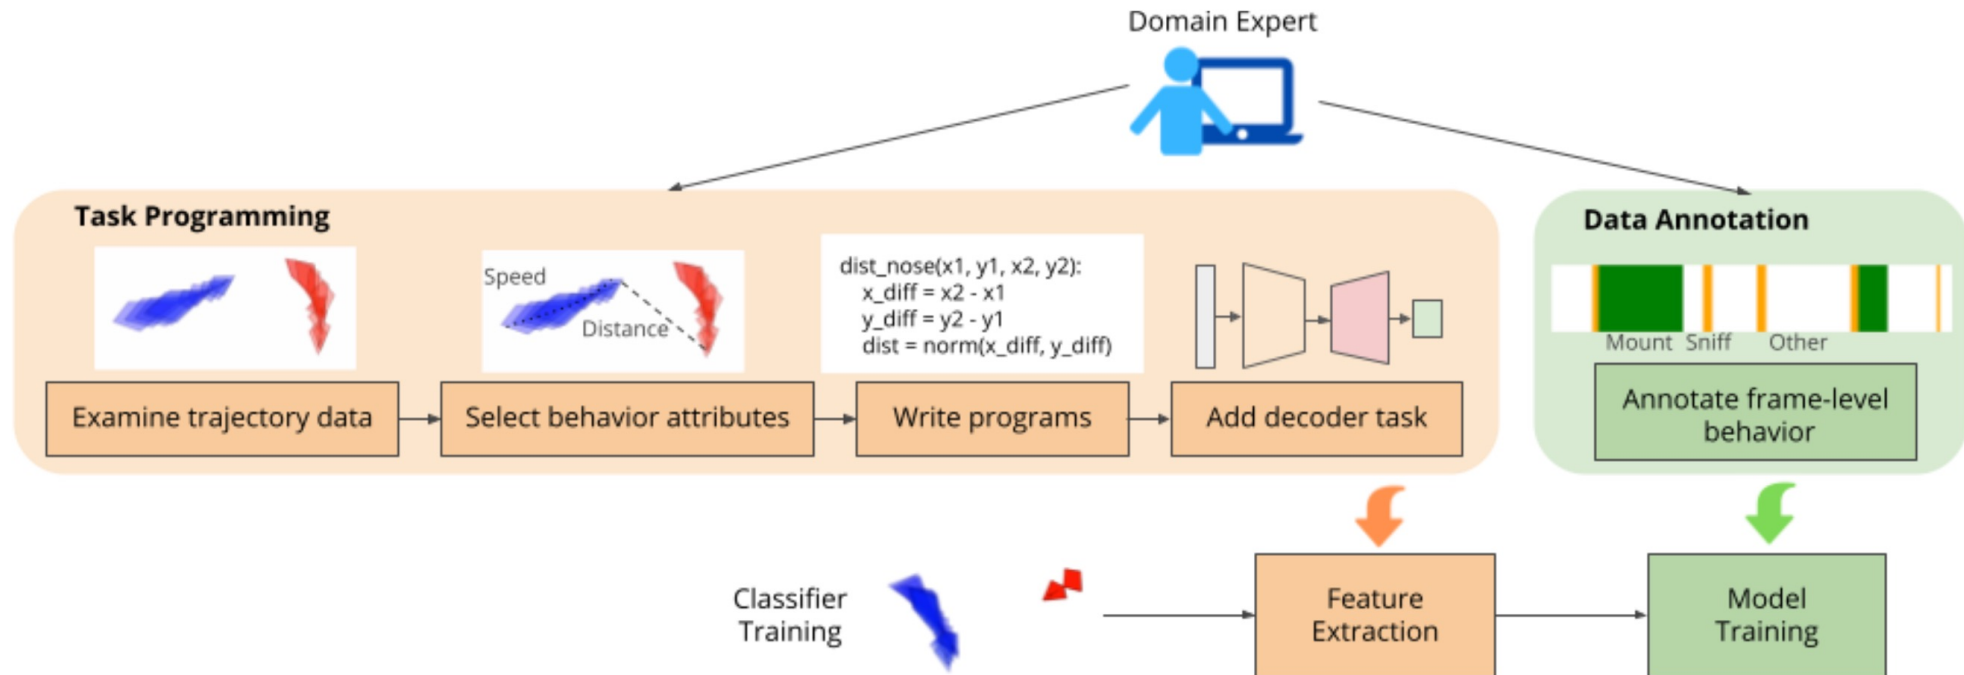 Domain Expert
Task Programming
Speed
Distance
dist_nose(x1, y1, x2, y2):
x_diff = x2 - x1
y_diff = y2 - y1
dist = norm(x_diff, y_diff)
Examine trajectory data
Select behavior attributes
Write programs
Add decoder task
Data Annotation
Mount Sniff Other
Annotate frame-level
behavior
Classifier
Training
Feature
Extraction
Model
Training